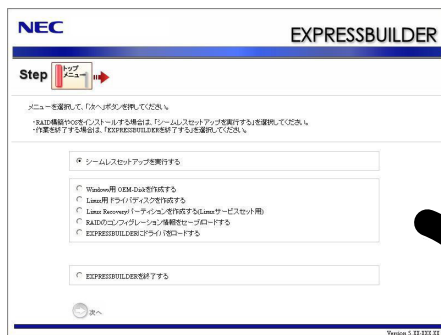 NEC
EXPRESSBUILDER
Step
トップ
メニュー
メニューを選択して、「次へ」ボタンを押してください。
・RAID構築やOSをインストールする場合は、「シームレスセットアップを実行する」を選択してください。
・作業を終了する場合は、「EXPRESSBUILDERを終了する」を選択してください。
シームレスセットアップを実行する
Windows用 OEM-Diskを作成する
Linux用 ドライバディスクを作成する
Linux Recoveryパーティションを作成する(Linuxサービスセット用)
RAIDのコンフィグレーション情報をセーブ/ロードする
EXPRESSBUILDERにドライバをロードする
EXPRESSBUILDERを終了する
次へ